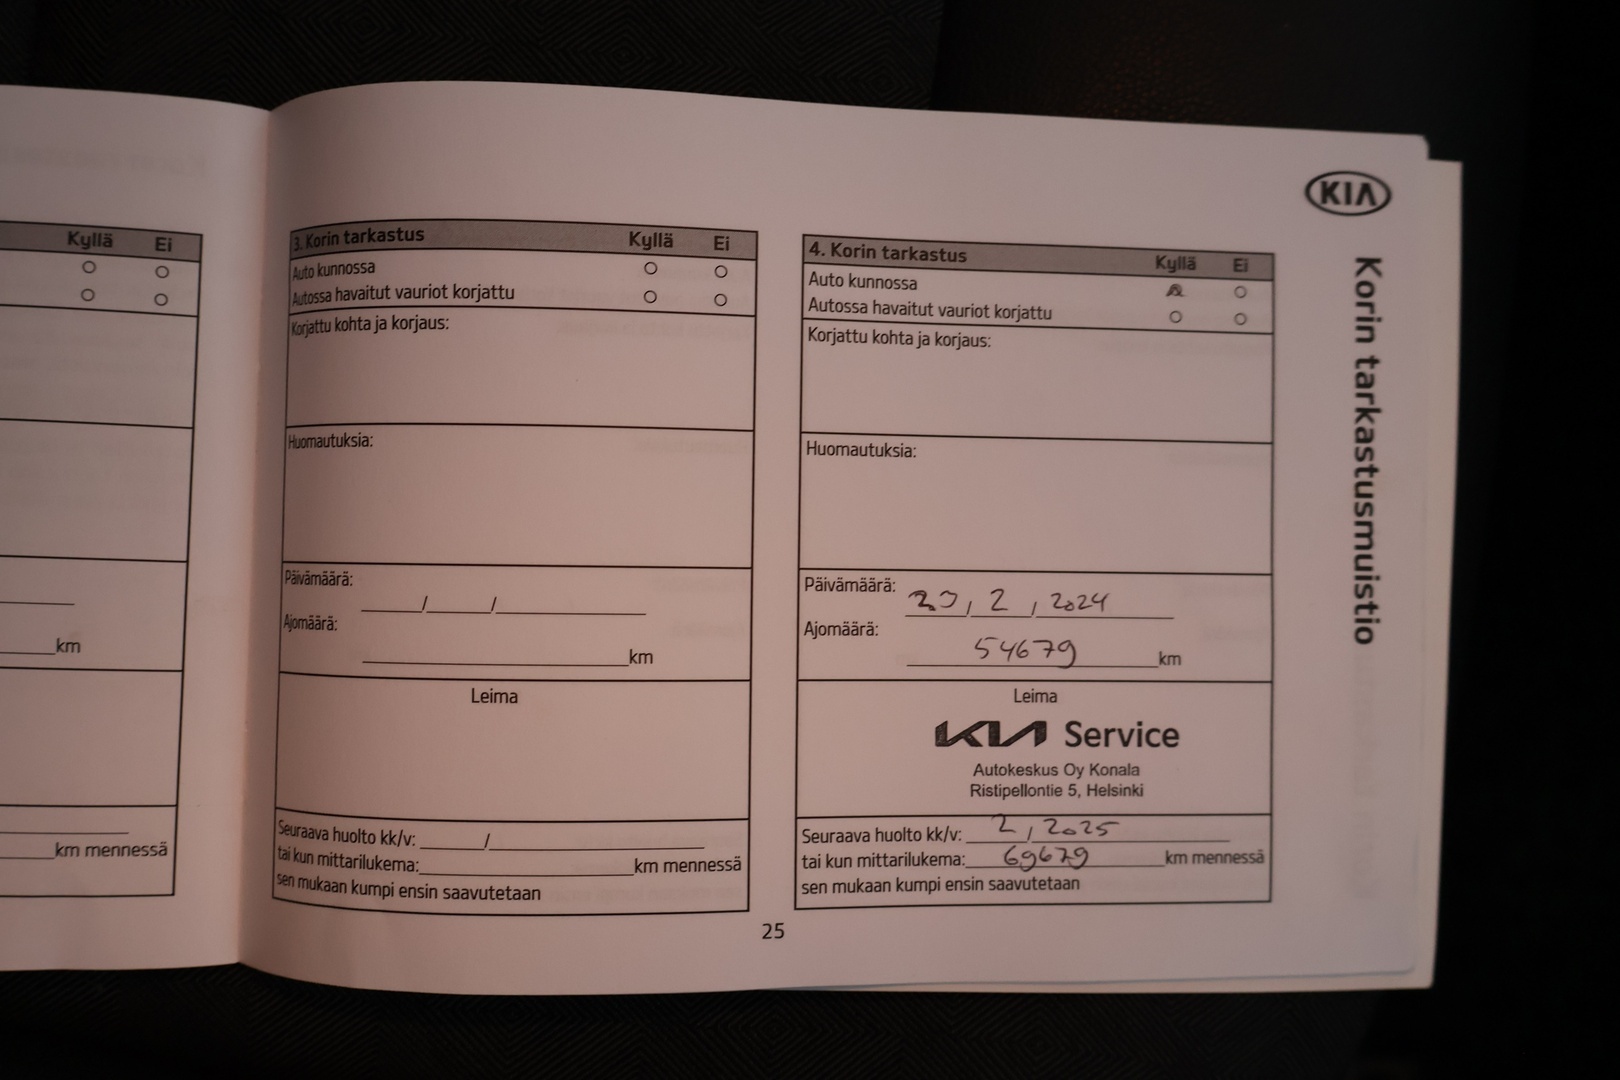 Kyllä Ei
km
km mennessä
3. Korin tarkastus Kyllä Ei
Auto kunnossa
Autossa havaitut vauriot korjattu
Korjattu kohta ja korjaus:
Huomautuksia:
Päivämäärä: / /
Ajomäärä:
km
Leima
Seuraava huolto kk/v: /
tai kun mittarilukema: km mennessä
sen mukaan kumpi ensin saavutetaan
4. Korin tarkastus Kyllä Ei
Auto kunnossa
Autossa havaitut vauriot korjattu
Korjattu kohta ja korjaus:
Huomautuksia:
Päivämäärä: / 2 / 2024
Ajomäärä:
54679 km
Leima
KIA Service
Autokeskus Oy Konala
Ristipellontie 5, Helsinki
Seuraava huolto kk/v: 2 / 2025
tai kun mittarilukema: 69679 km mennessä
sen mukaan kumpi ensin saavutetaan
25
KIA
Korin tarkastusmuistio